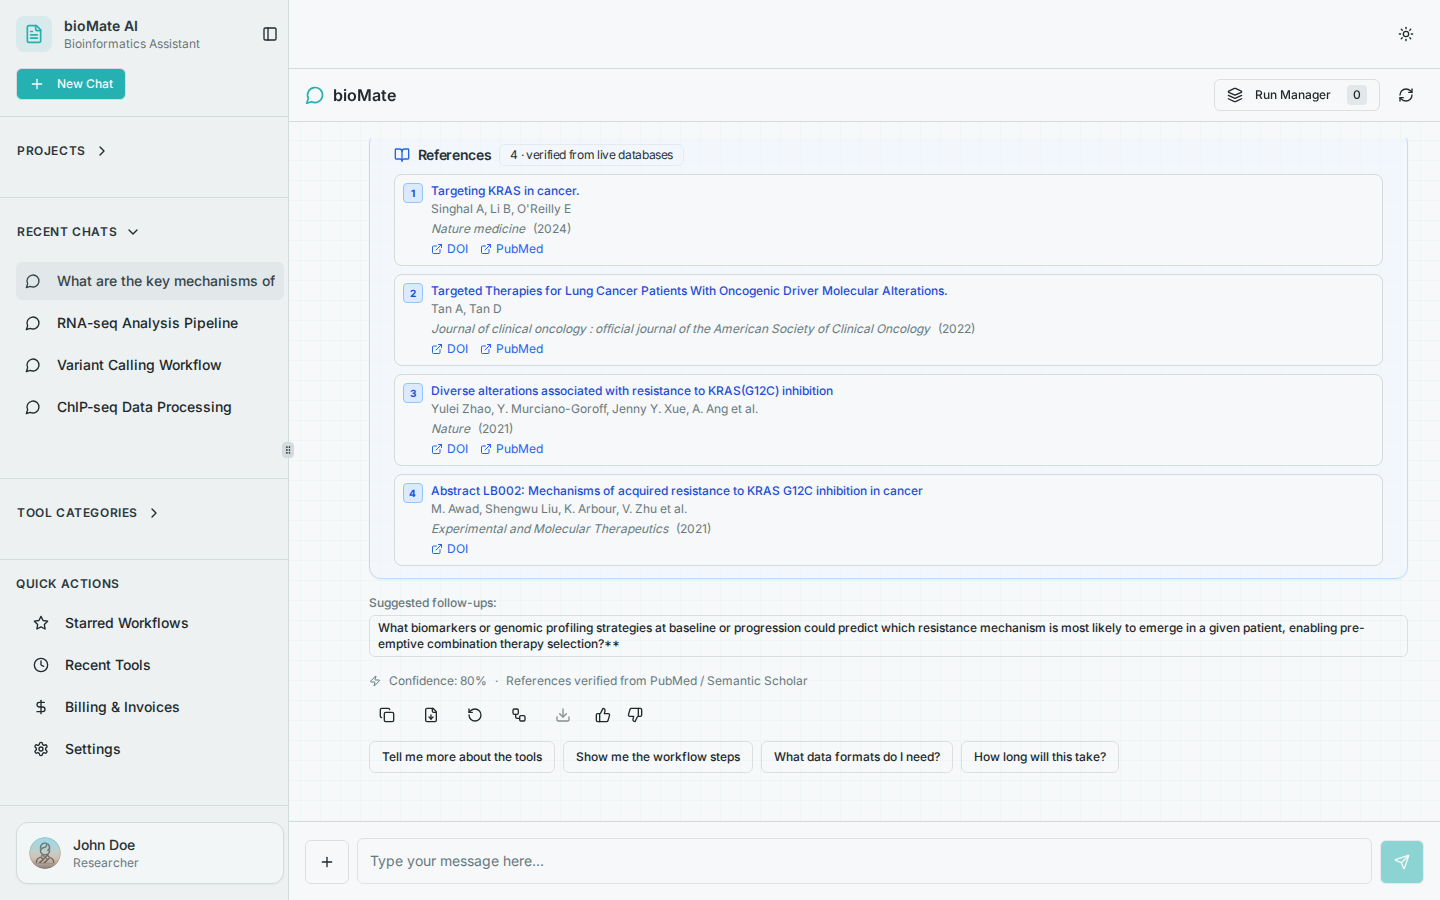 bioMate AI
Bioinformatics Assistant
New Chat
PROJECTS
RECENT CHATS
What are the key mechanisms of
RNA-seq Analysis Pipeline
Variant Calling Workflow
ChIP-seq Data Processing
TOOL CATEGORIES
QUICK ACTIONS
Starred Workflows
Recent Tools
Billing & Invoices
Settings
John Doe
Researcher
bioMate
Run Manager 0
References 4 · verified from live databases
1 Targeting KRAS in cancer.
Singhal A, Li B, O'Reilly E
Nature medicine (2024)
DOI PubMed
2 Targeted Therapies for Lung Cancer Patients With Oncogenic Driver Molecular Alterations.
Tan A, Tan D
Journal of clinical oncology : official journal of the American Society of Clinical Oncology (2022)
DOI PubMed
3 Diverse alterations associated with resistance to KRAS(G12C) inhibition
Yulei Zhao, Y. Murciano-Goroff, Jenny Y. Xue, A. Ang et al.
Nature (2021)
DOI PubMed
4 Abstract LB002: Mechanisms of acquired resistance to KRAS G12C inhibition in cancer
M. Awad, Shengwu Liu, K. Arbour, V. Zhu et al.
Experimental and Molecular Therapeutics (2021)
DOI
Suggested follow-ups:
What biomarkers or genomic profiling strategies at baseline or progression could predict which resistance mechanism is most likely to emerge in a given patient, enabling pre-
emptive combination therapy selection?**
Confidence: 80% · References verified from PubMed / Semantic Scholar
Tell me more about the tools
Show me the workflow steps
What data formats do I need?
How long will this take?
Type your message here...